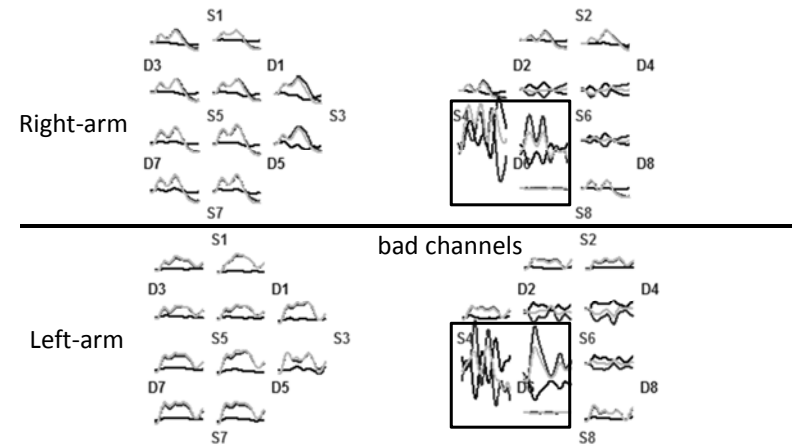 S1 S2
D3 D1 D2 D4
Right-arm
S5 S3 S4 S6
D7 D5 D6 D8
S7 S8
bad channels
S1 S2
D3 D1 D2 D4
Left-arm
S5 S3 S4 S6
D7 D5 D6 D8
S7 S8